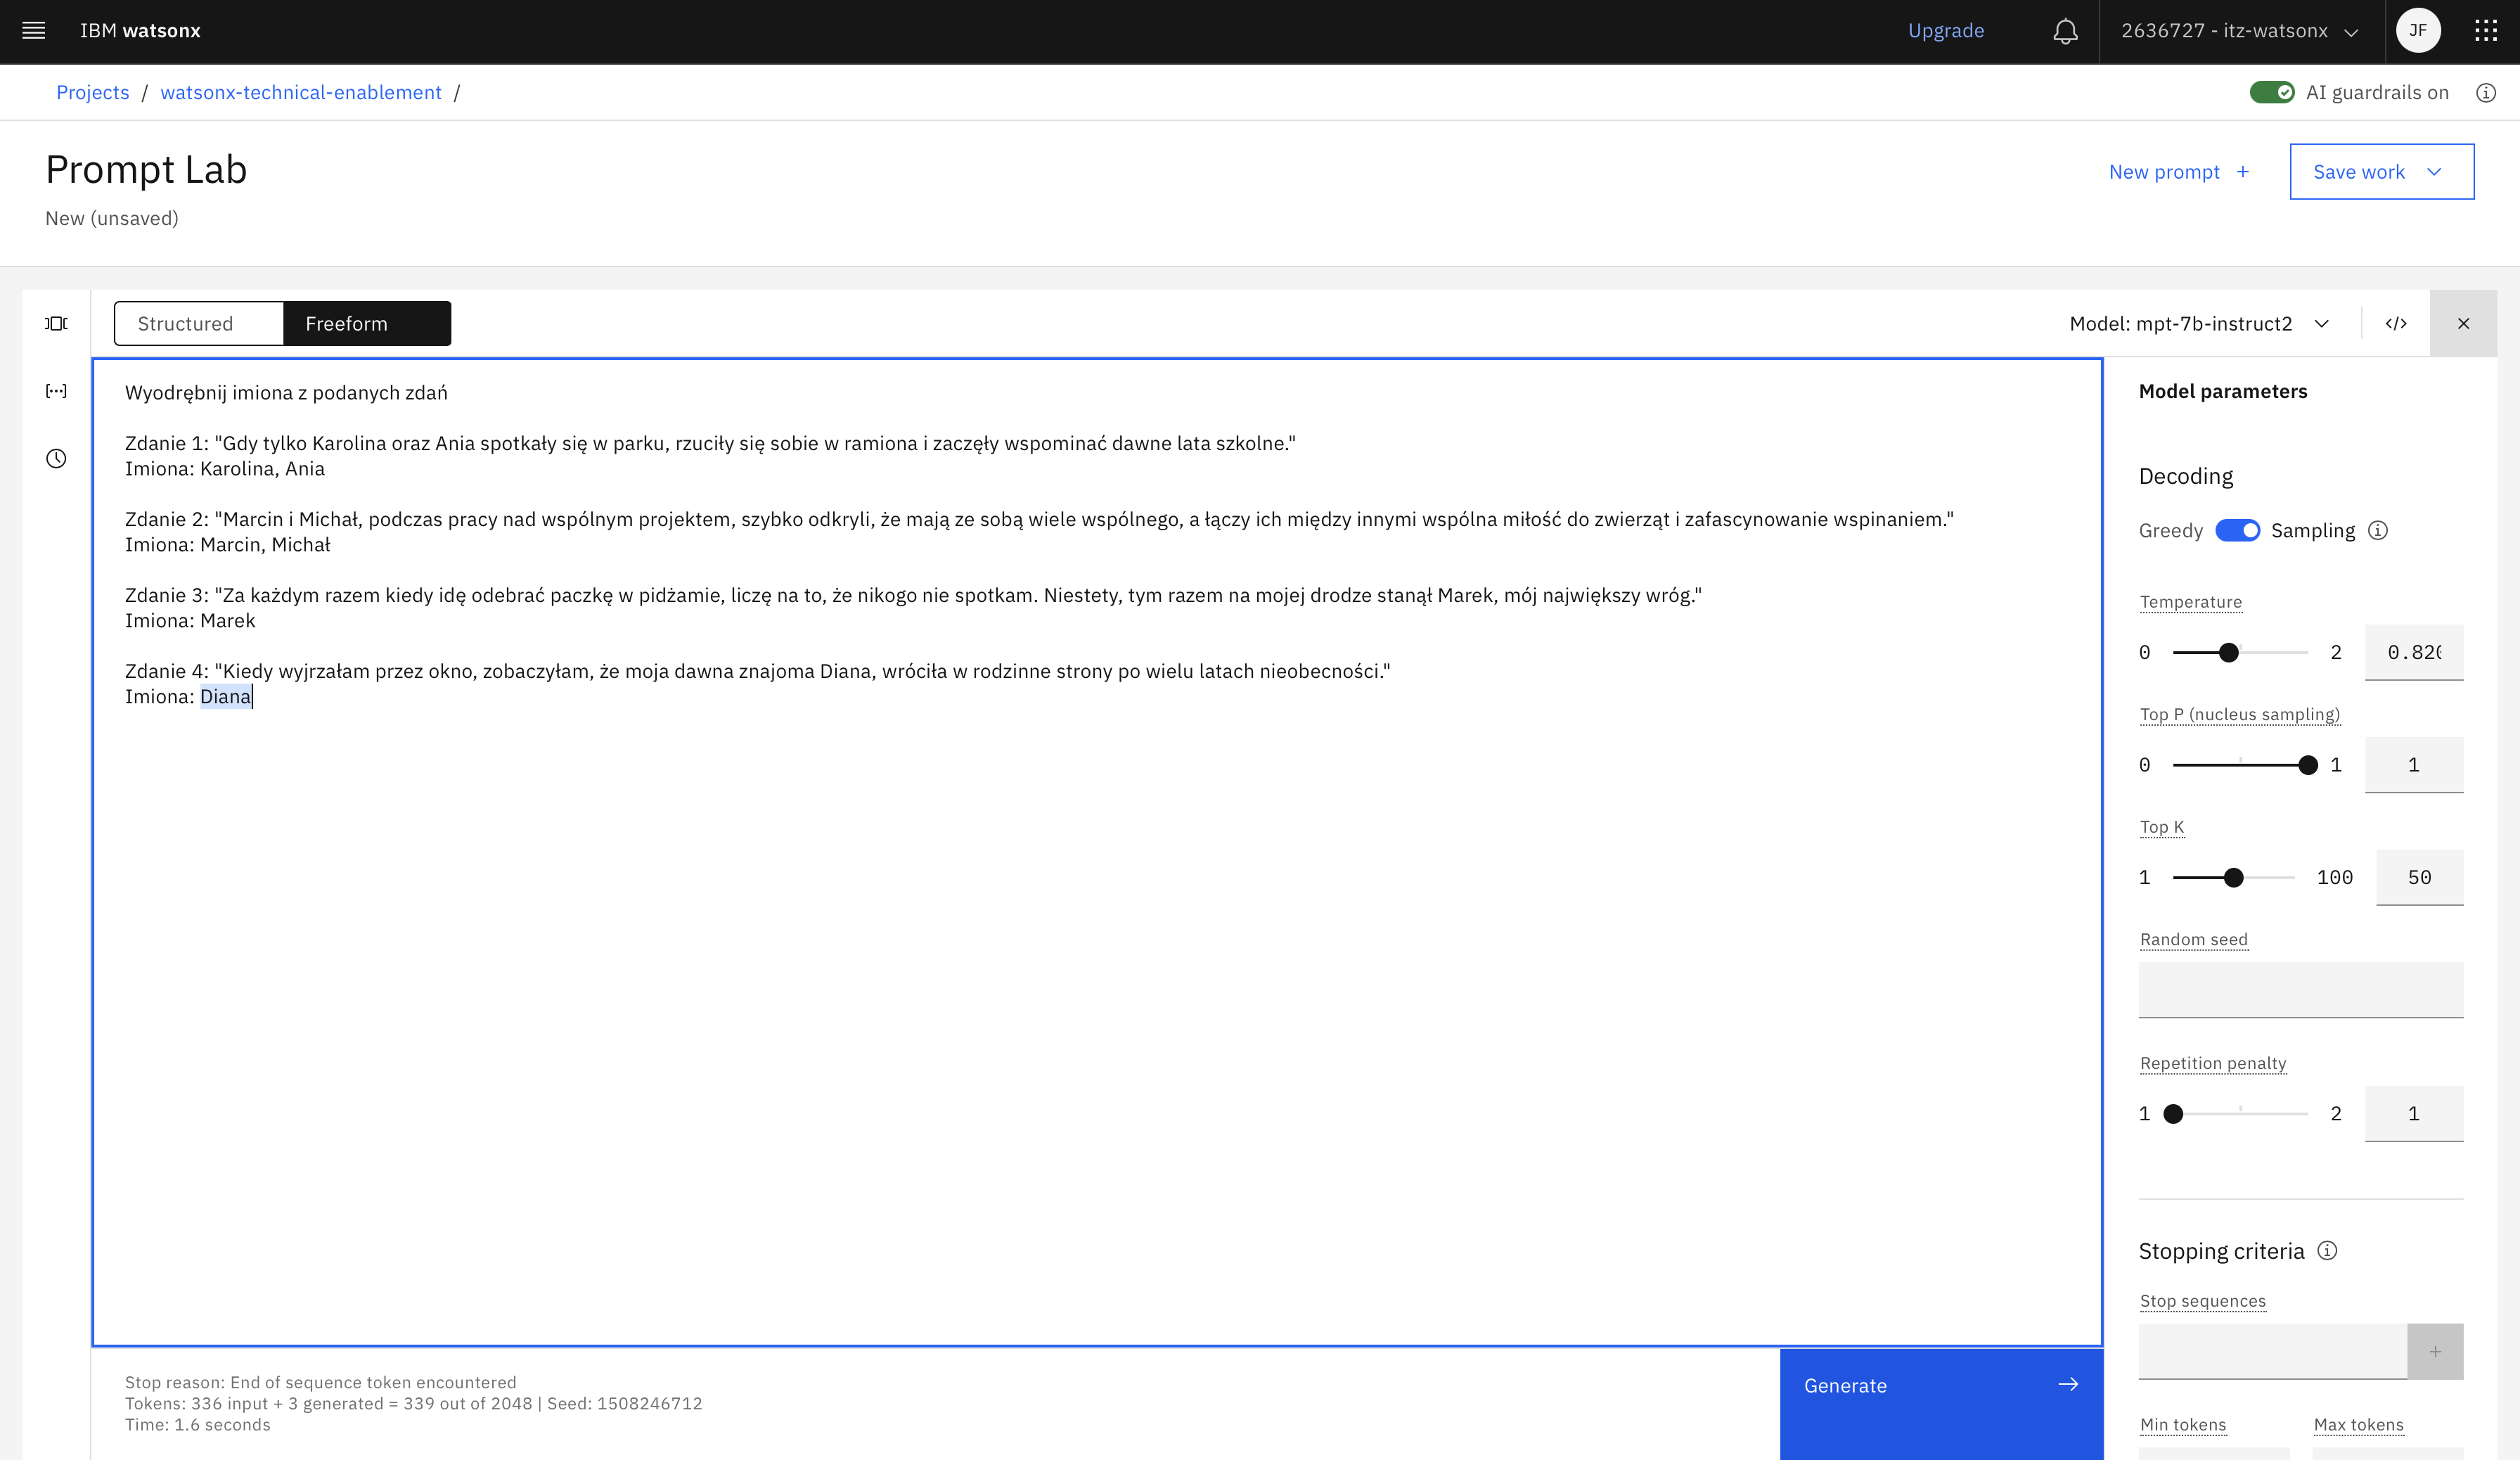 IBM watsonx
Upgrade
2636727 - itz-watsonx
JF
Projects / watsonx-technical-enablement /
AI guardrails on
Prompt Lab
New prompt +
Save work
New (unsaved)
Structured
Freeform
Model: mpt-7b-instruct2
Wyodrębnij imiona z podanych zdań
Zdanie 1: "Gdy tylko Karolina oraz Ania spotkały się w parku, rzuciły się sobie w ramiona i zaczęły wspominać dawne lata szkolne."
Imiona: Karolina, Ania
Zdanie 2: "Marcin i Michał, podczas pracy nad wspólnym projektem, szybko odkryli, że mają ze sobą wiele wspólnego, a łączy ich między innymi wspólna miłość do zwierząt i zafascynowanie wspinaniem."
Imiona: Marcin, Michał
Zdanie 3: "Za każdym razem kiedy idę odebrać paczkę w pidżamie, liczę na to, że nikogo nie spotkam. Niestety, tym razem na mojej drodze stanął Marek, mój największy wróg."
Imiona: Marek
Zdanie 4: "Kiedy wyjrzałam przez okno, zobaczyłam, że moja dawna znajoma Diana, wróciła w rodzinne strony po wielu latach nieobecności."
Imiona: Diana
Stop reason: End of sequence token encountered
Tokens: 336 input + 3 generated = 339 out of 2048 | Seed: 1508246712
Time: 1.6 seconds
Generate
Model parameters
Decoding
Greedy
Sampling
Temperature
0
2
0.820
Top P (nucleus sampling)
0
1
1
Top K
1
100
50
Random seed
Repetition penalty
1
2
1
Stopping criteria
Stop sequences
+
Min tokens
Max tokens